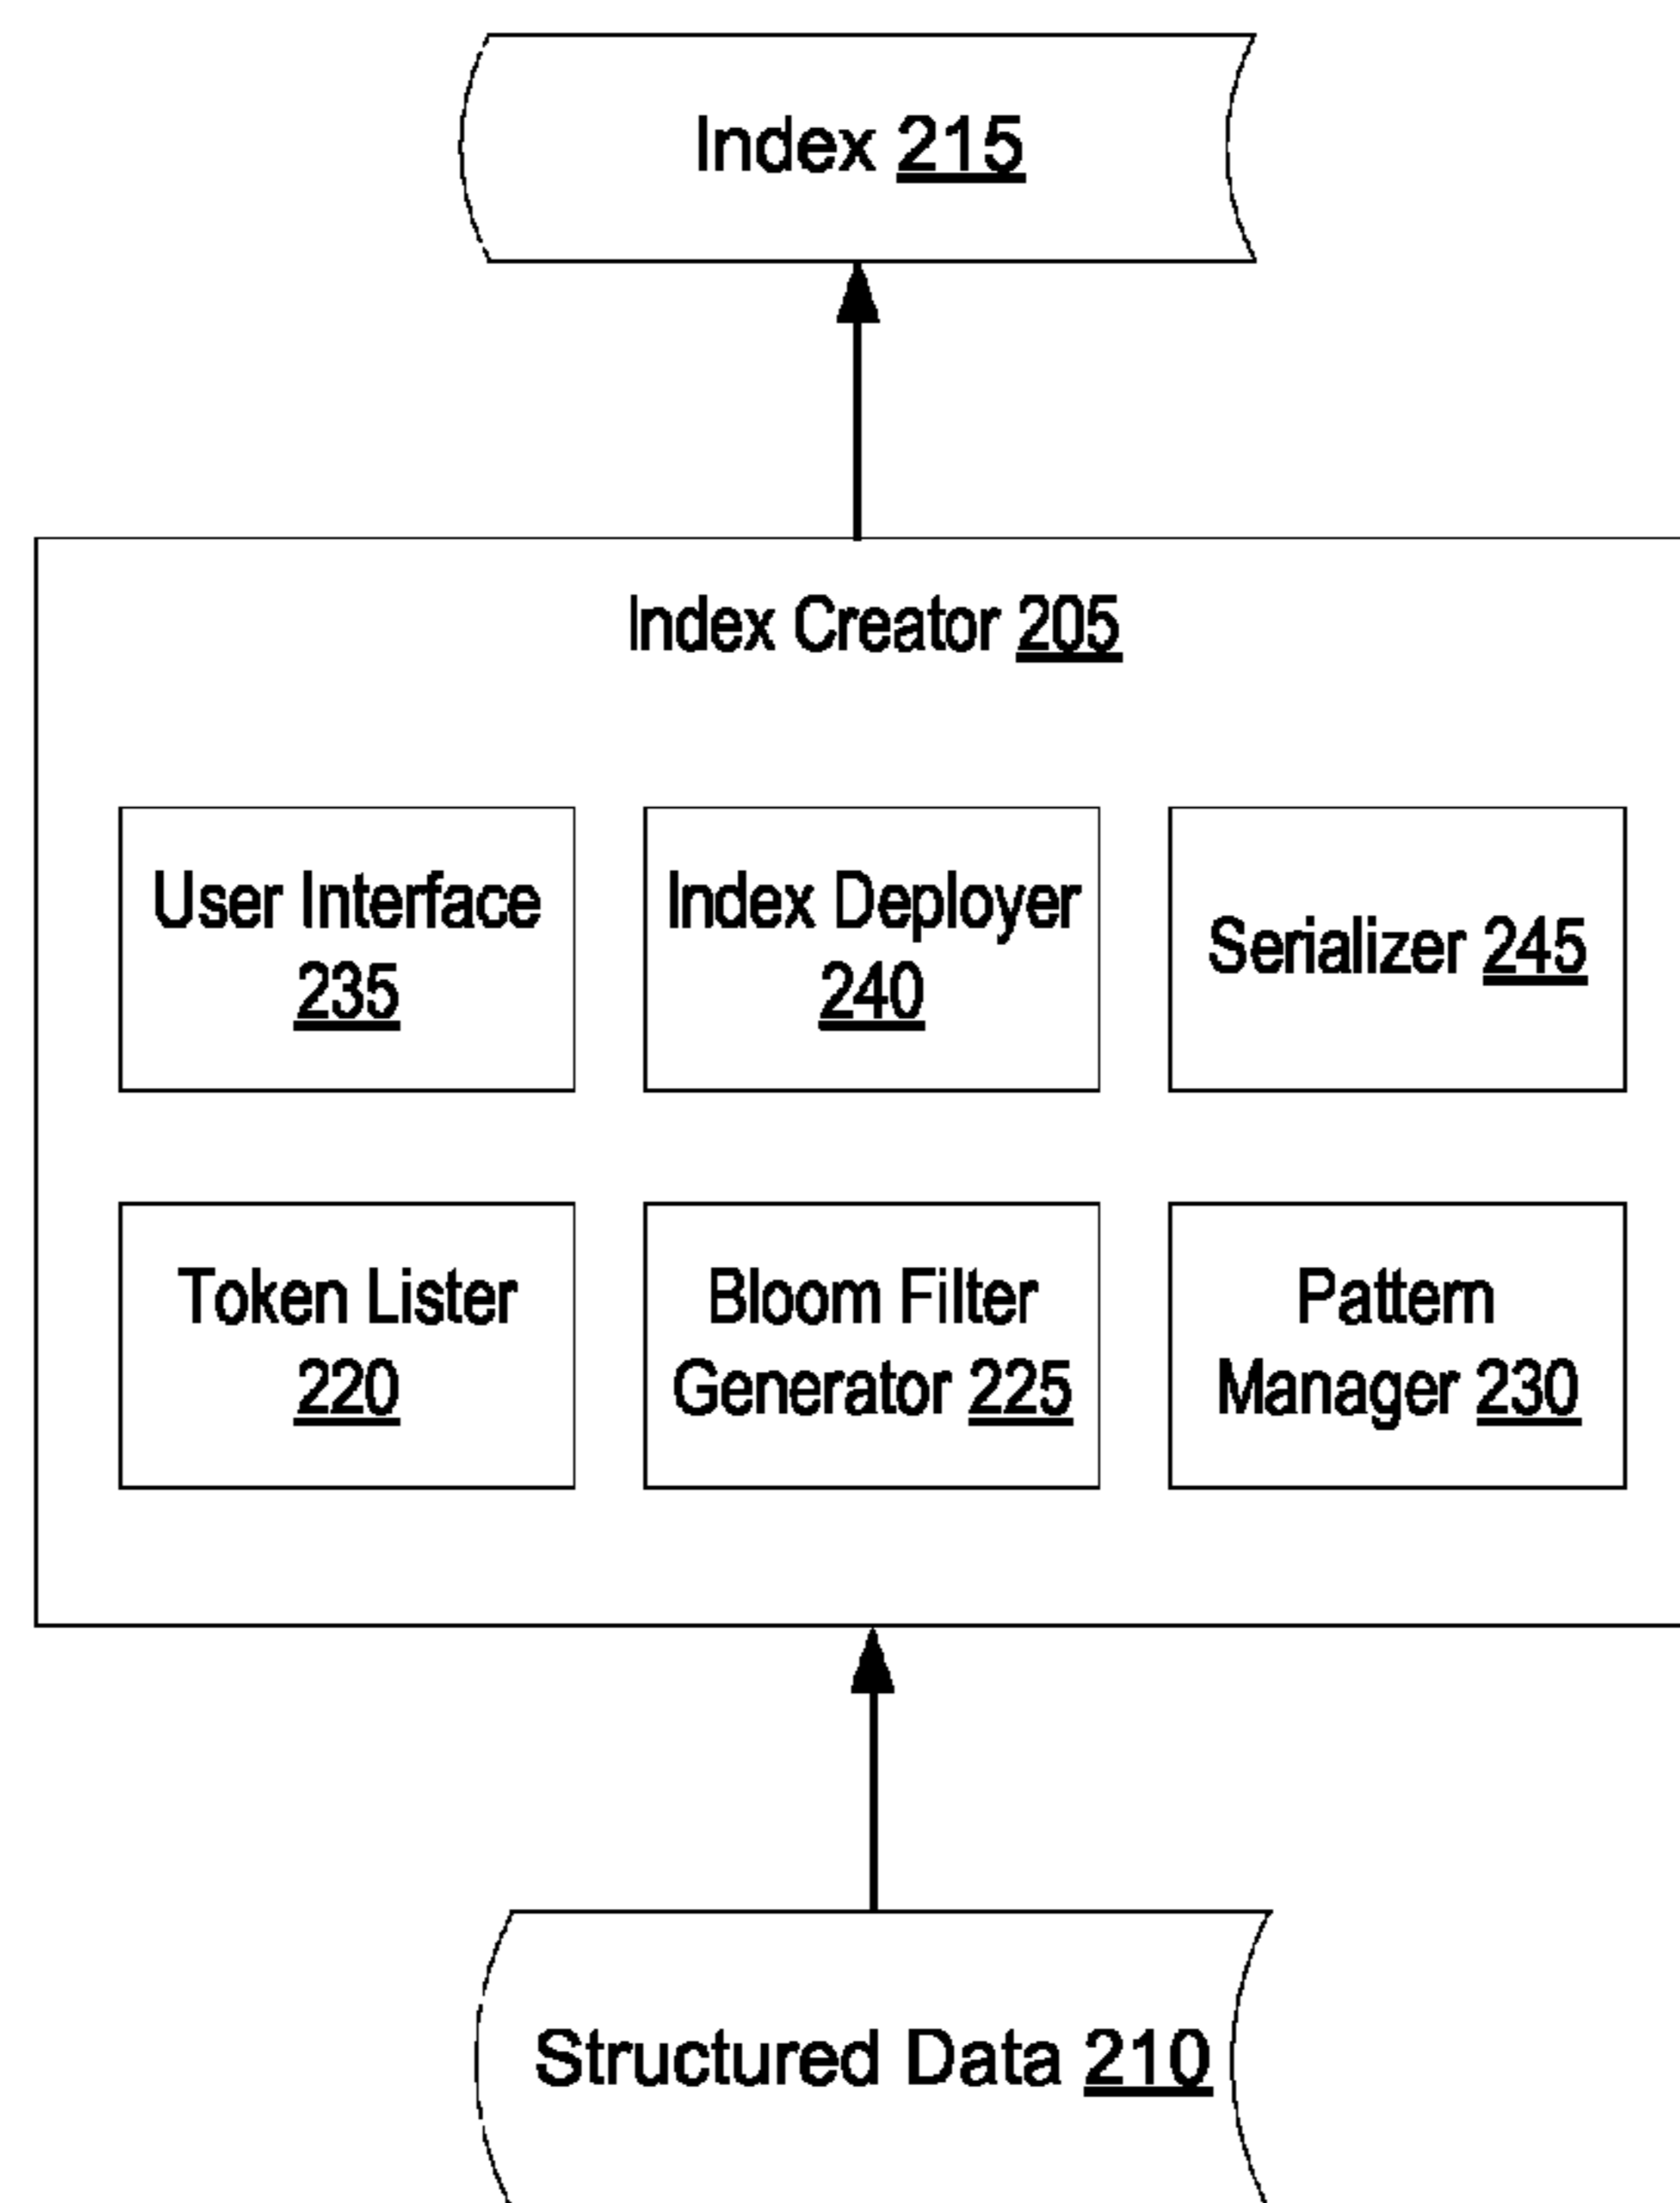 Index 215
Index Creator 205
User Interface
235
Index Deployer
240
Serializer 245
Token Lister
220
Bloom Filter
Generator 225
Pattern
Manager 230
Structured Data 210